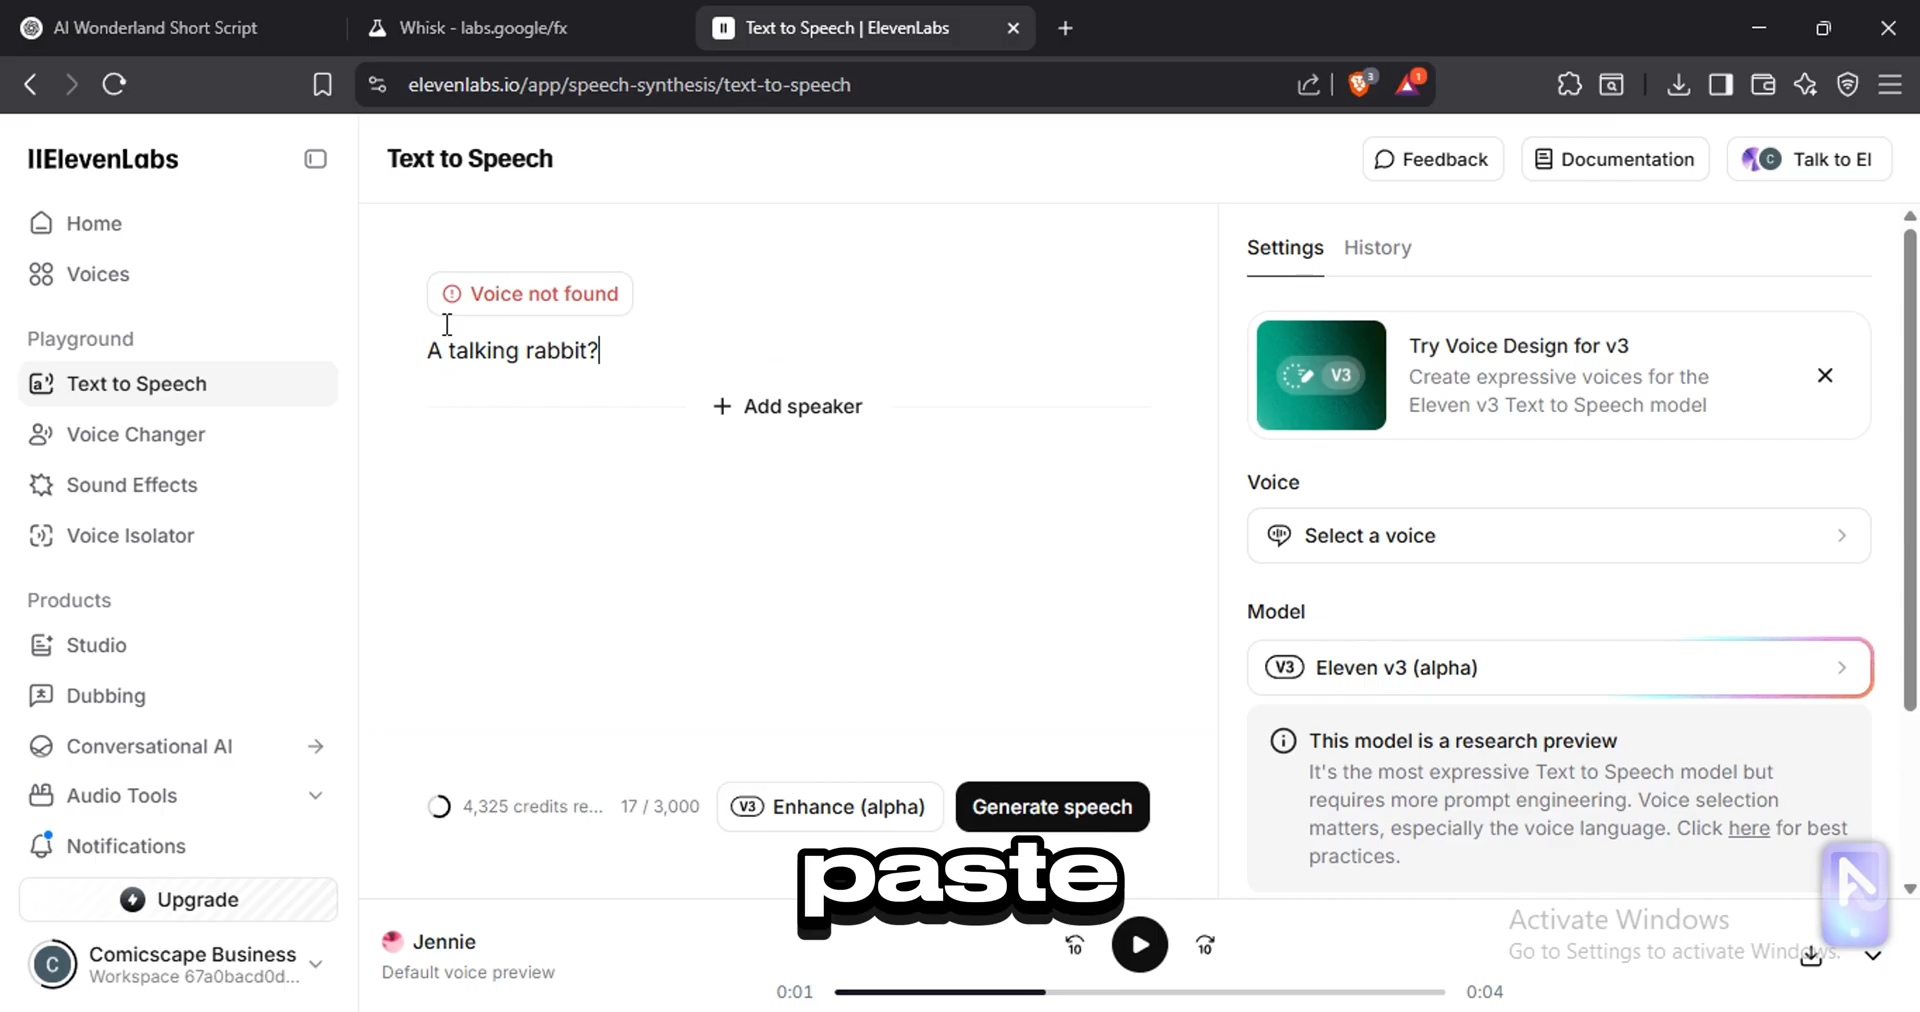 AI Wonderland Short Script
Whisk - labs.google/fx
Text to Speech | ElevenLabs
elevenlabs.io/app/speech-synthesis/text-to-speech
3
1
IIElevenLabs
Text to Speech
Feedback
Documentation
C
Talk to El
Home
Voices
Playground
Text to Speech
Voice Changer
Sound Effects
Voice Isolator
Products
Studio
Dubbing
Conversational AI
Audio Tools
Notifications
Upgrade
C
Comicscape Business
Workspace 67a0bacd0d...
Voice not found
A talking rabbit?
+ Add speaker
4,325 credits re...
17 / 3,000
V3 Enhance (alpha)
Generate speech
Settings
History
V3
Try Voice Design for v3
Create expressive voices for the
Eleven v3 Text to Speech model
Voice
Select a voice
Model
V3 Eleven v3 (alpha)
This model is a research preview
It's the most expressive Text to Speech model but
requires more prompt engineering. Voice selection
matters, especially the voice language. Click here for best
practices.
paste
Jennie
Default voice preview
10
10
0:01
0:04
Activate Windows
Go to Settings to activate Windows.